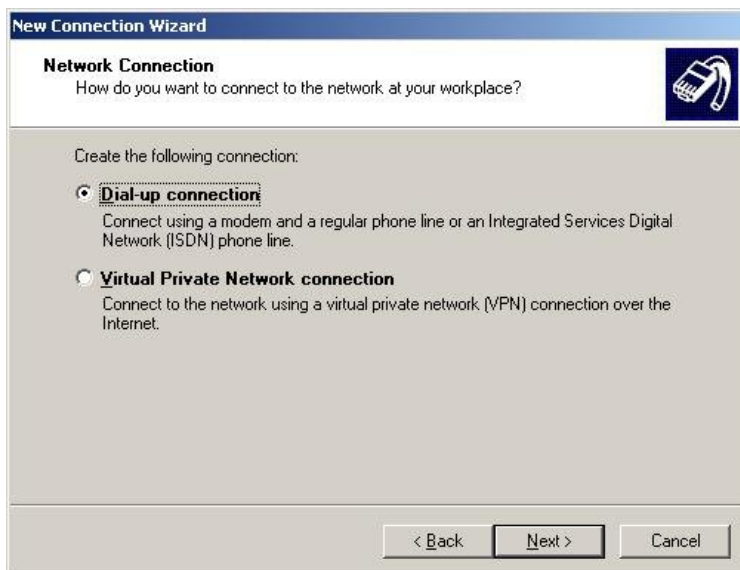 New Connection Wizard
Network Connection
How do you want to connect to the network at your workplace?
Create the following connection:
Dial-up connection
Connect using a modem and a regular phone line or an Integrated Services Digital
Network (ISDN) phone line.
Virtual Private Network connection
Connect to the network using a virtual private network (VPN) connection over the
Internet.
< Back
Next >
Cancel